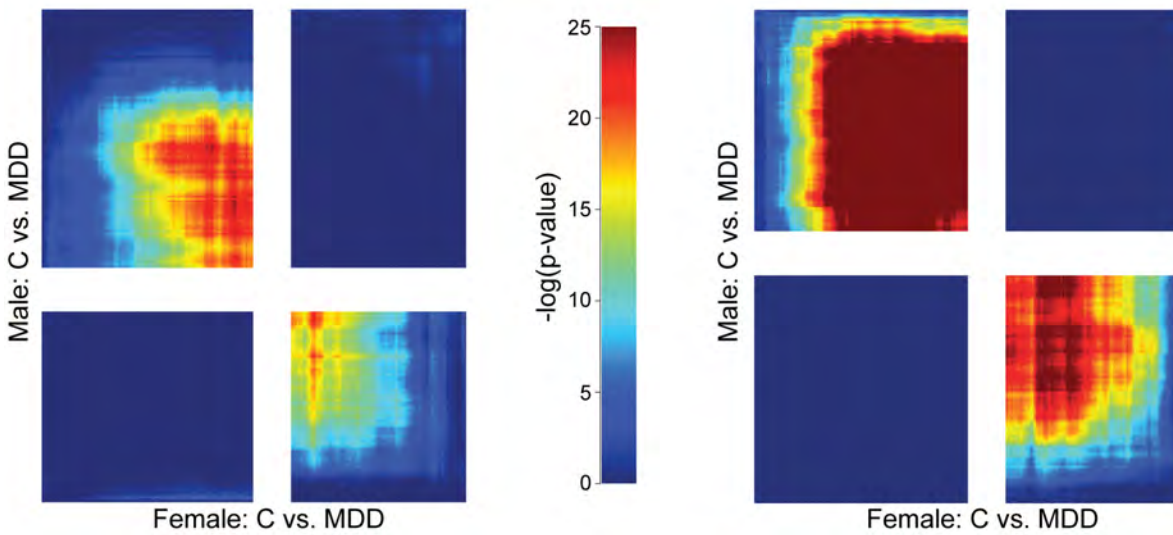 Male: C vs. MDD
Female: C vs. MDD
-log(p-value)
25
20
15
10
5
0
Male: C vs. MDD
Female: C vs. MDD